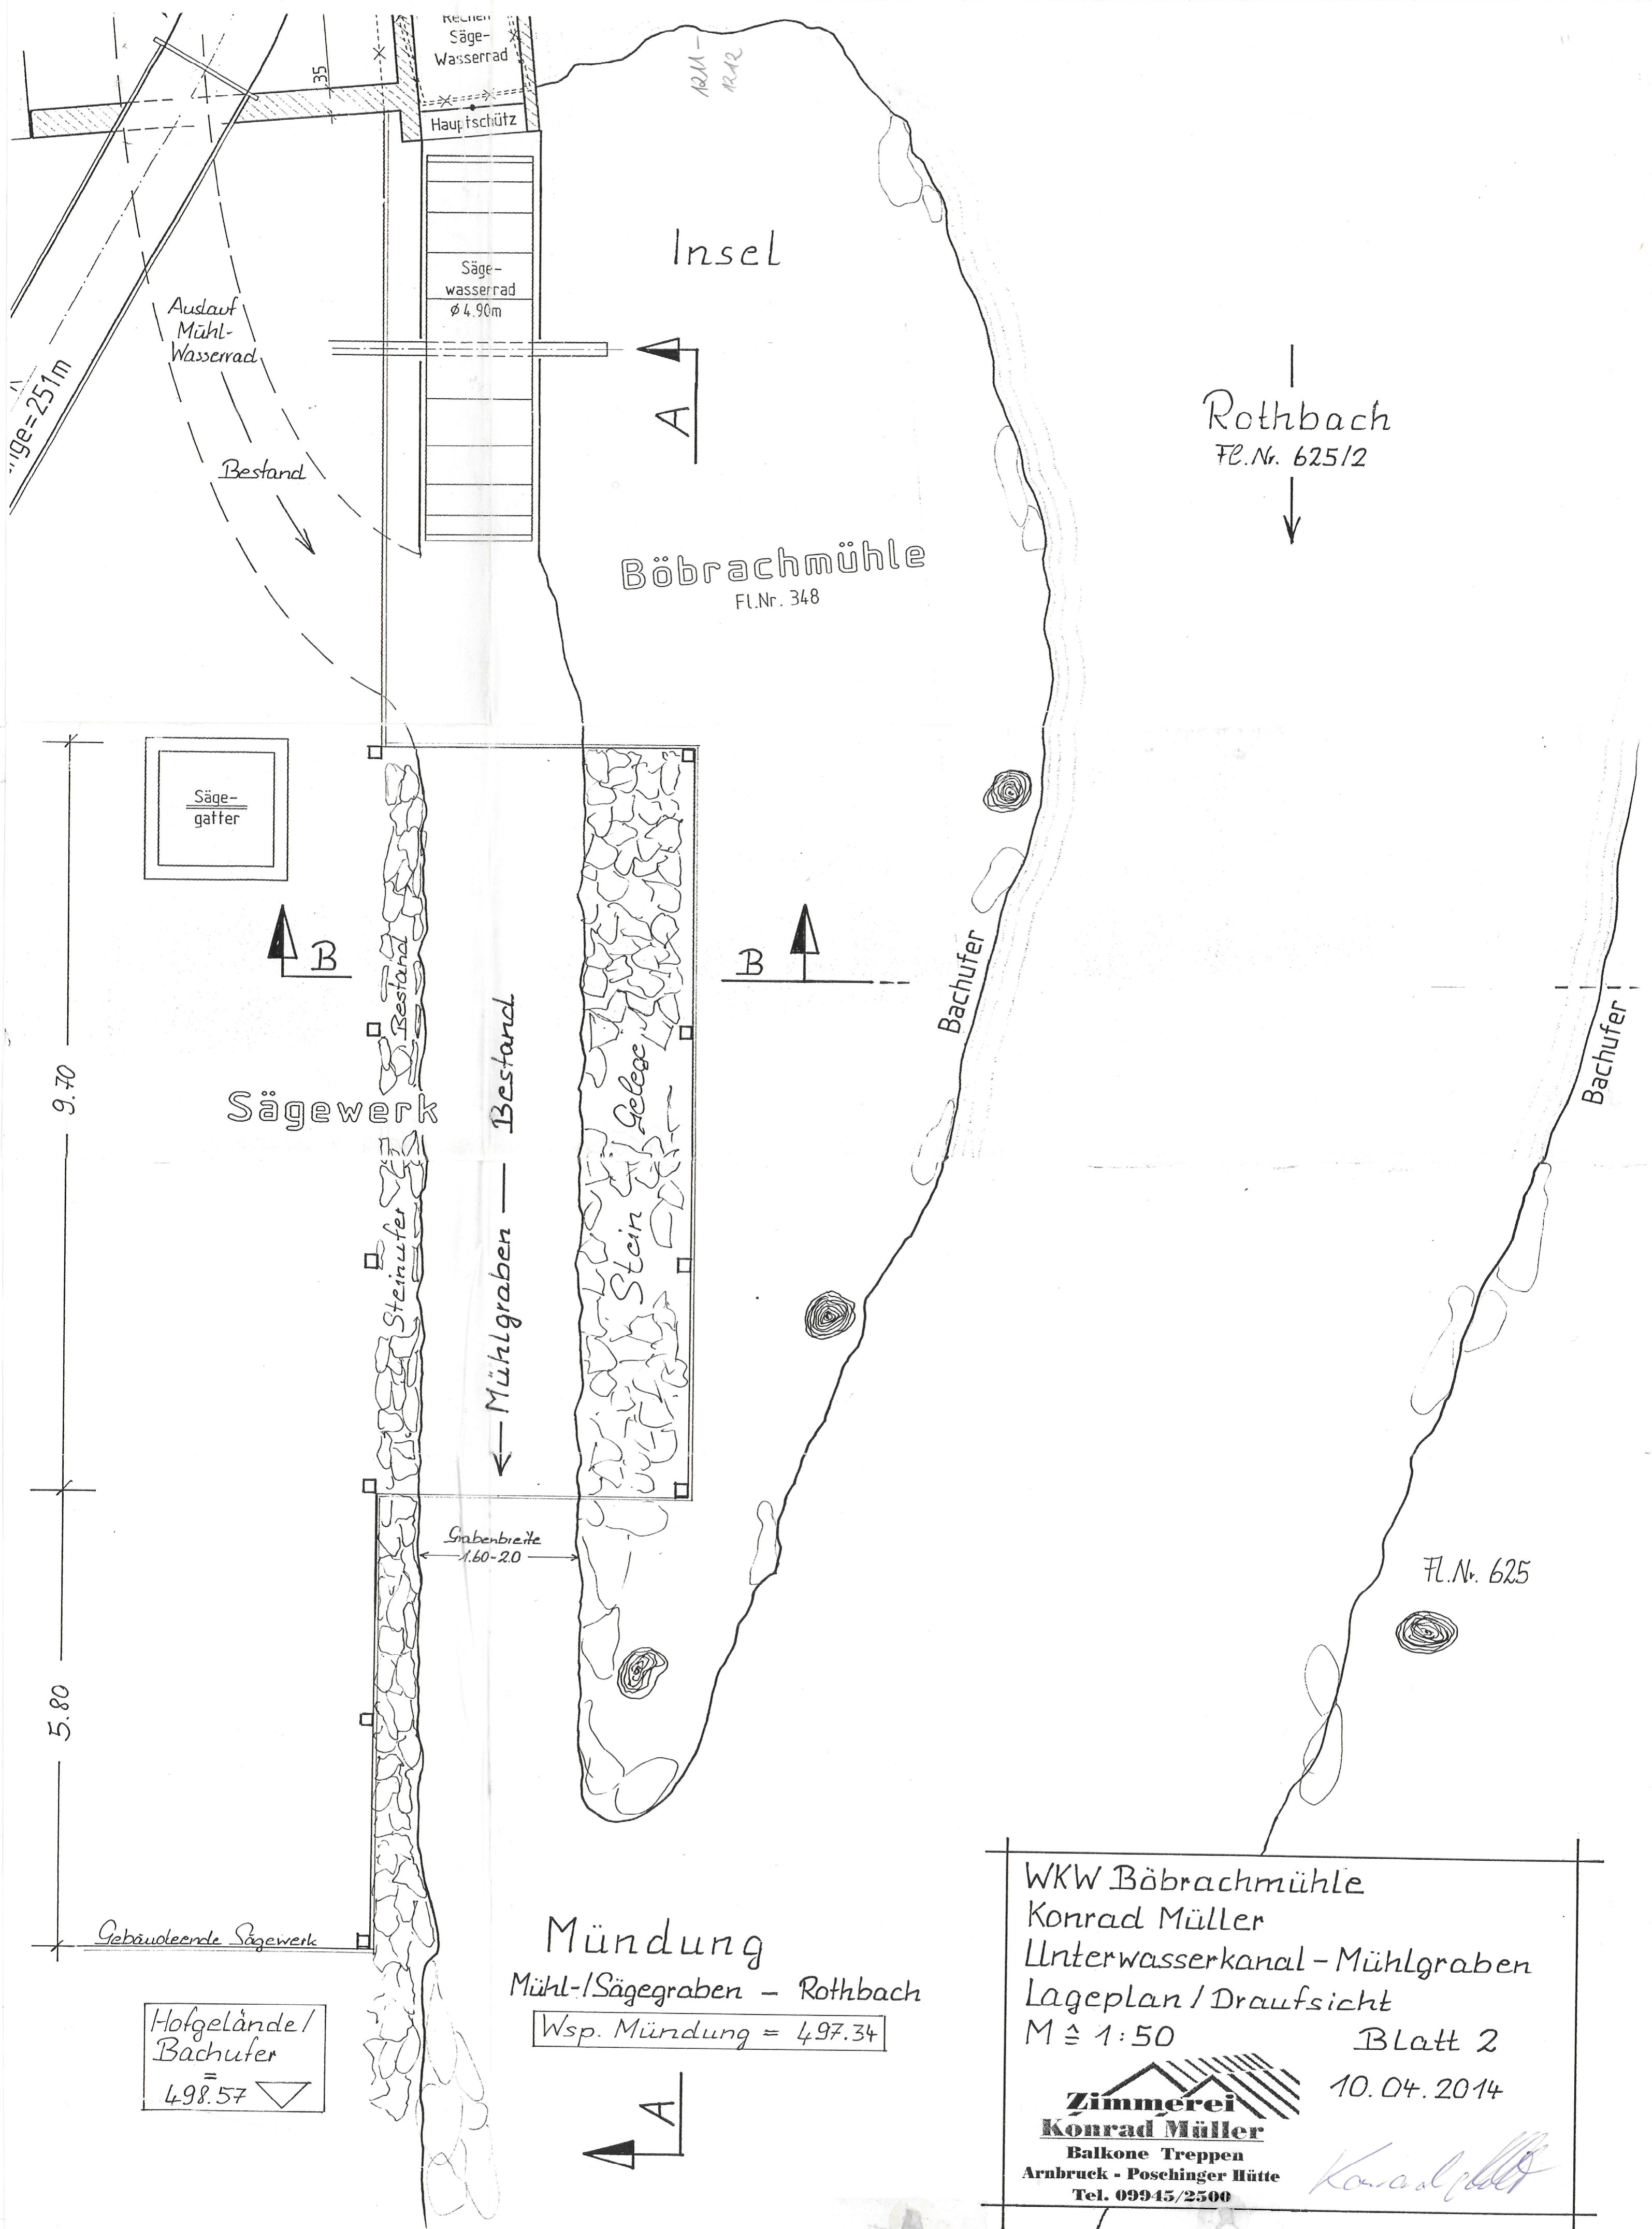 Rechen
Säge-
Wasserrad
Hauptschütz
35
1211 -
1212
Insel
Säge-
wasserrad
ϕ 4.90m
Auslauf
Mühl-
Wasserrad
nge=251m
Bestand
A
Rothbach
Fl.Nr. 625/2
Böbrachmühle
Fl.Nr. 348
Säge-
gatter
B
B
Bachufer
Bachufer
9.70
Sägewerk
Steinufer Bestand
← Mühlgraben — Bestand
Stein Gelege
Grabenbreite
1.60-2.0
Fl.Nr. 625
5.80
Gebäudeende Sägewerk
Hofgelände/
Bachufer
=
498.57
Mündung
Mühl-/Sägegraben – Rothbach
Wsp. Mündung = 497.34
A
WKW Böbrachmühle
Konrad Müller
Unterwasserkanal – Mühlgraben
Lageplan / Draufsicht
M ≙ 1:50
Blatt 2
10.04.2014
Zimmerei
Konrad Müller
Balkone Treppen
Arnbruck - Poschinger Hütte
Tel. 09945/2500